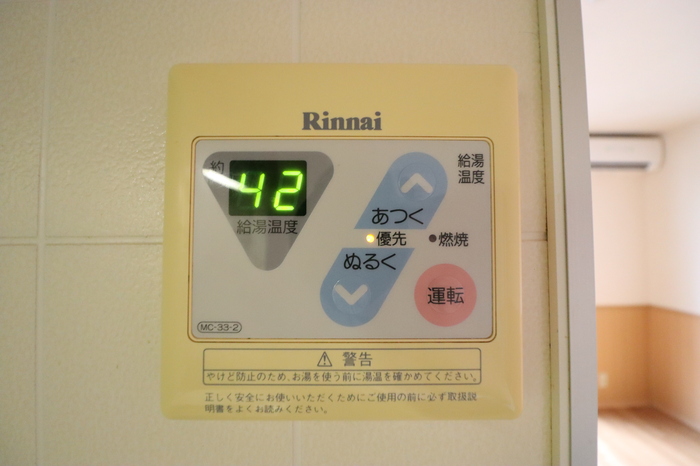 Rinnai
約
42
給湯温度
給湯
温度
あつく
優先
燃焼
ぬるく
運転
MC-33-2
警告
やけど防止のため、お湯を使う前に湯温を確かめてください。
正しく安全にお使いいただくためにご使用の前に必ず取扱説
明書をよくお読みください。